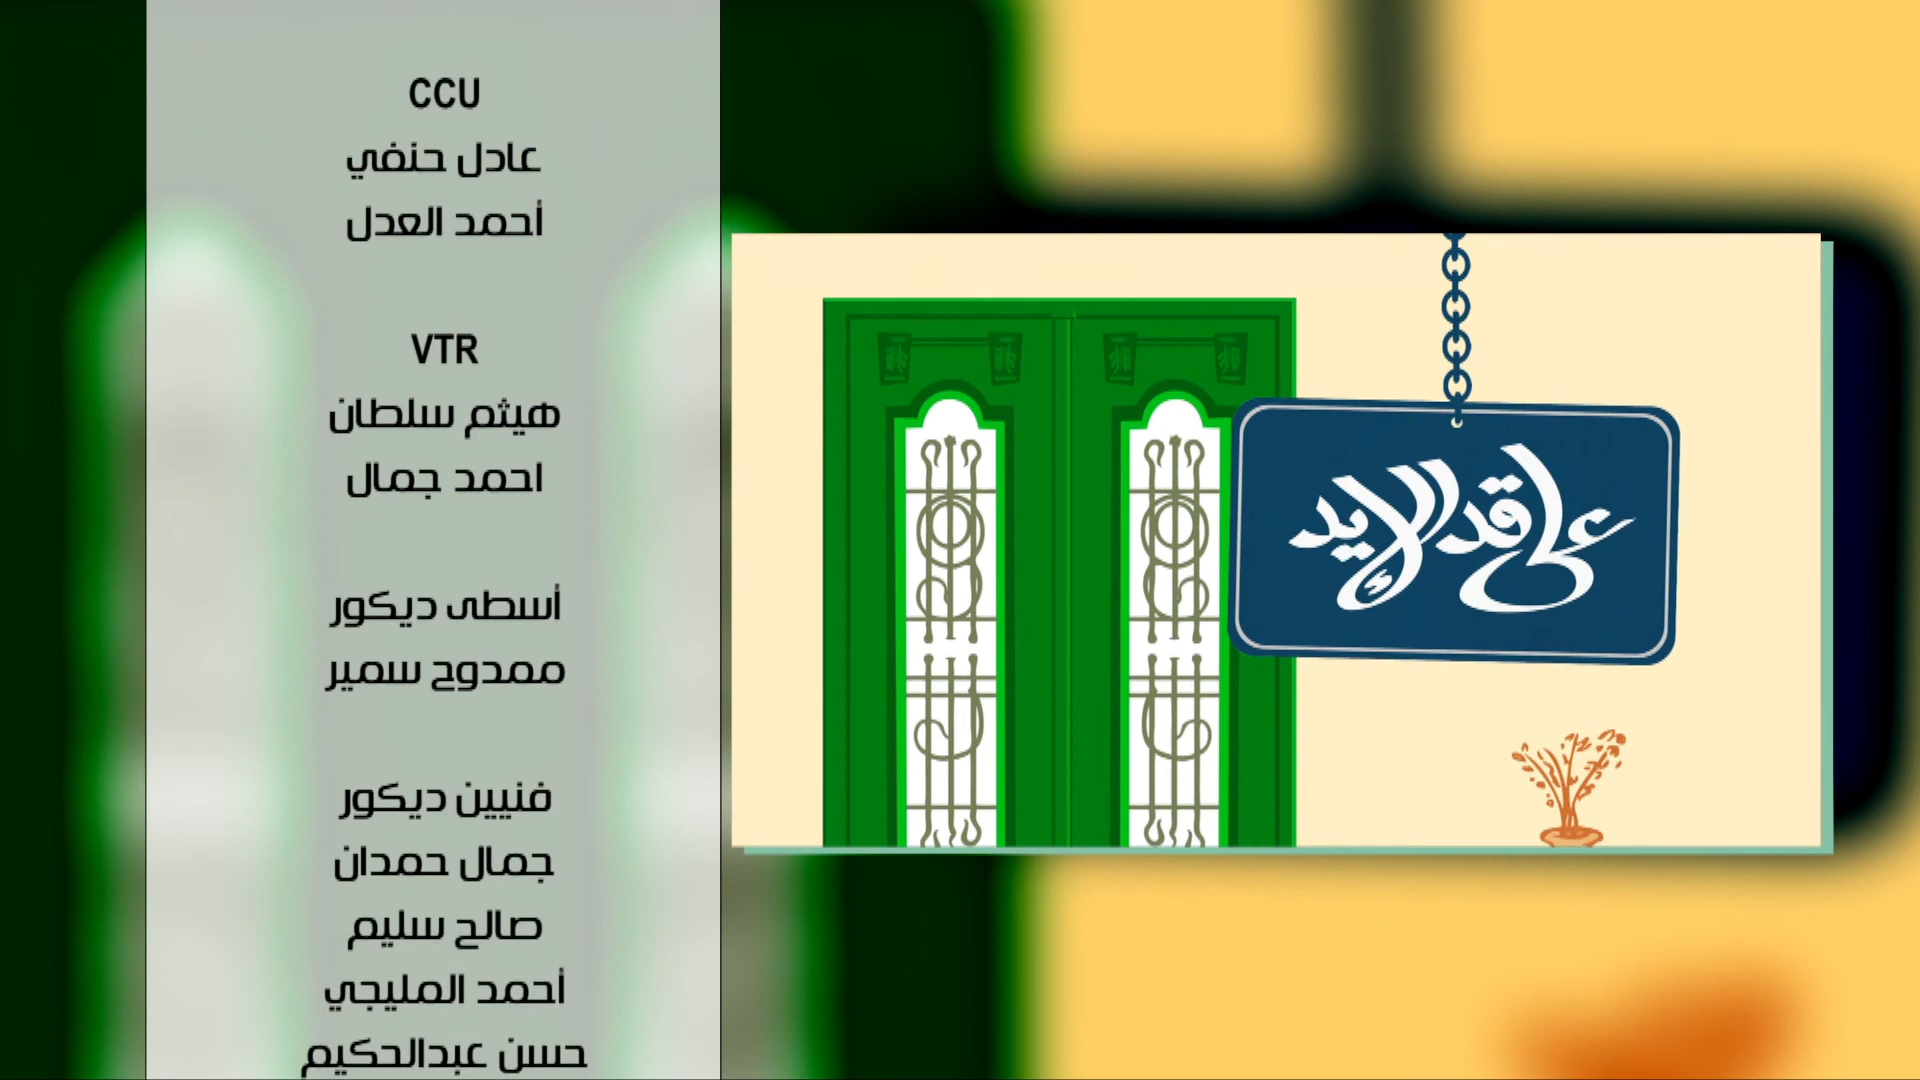 CCU
عادل حنفي
أحمد العدل
VTR
هيثم سلطان
احمد جمال
أسطى ديكور
ممدوح سمير
فنيين ديكور
جمال حمدان
صالح سليم
أحمد المليجي
حسن عبدالحكيم
على قد الإيد